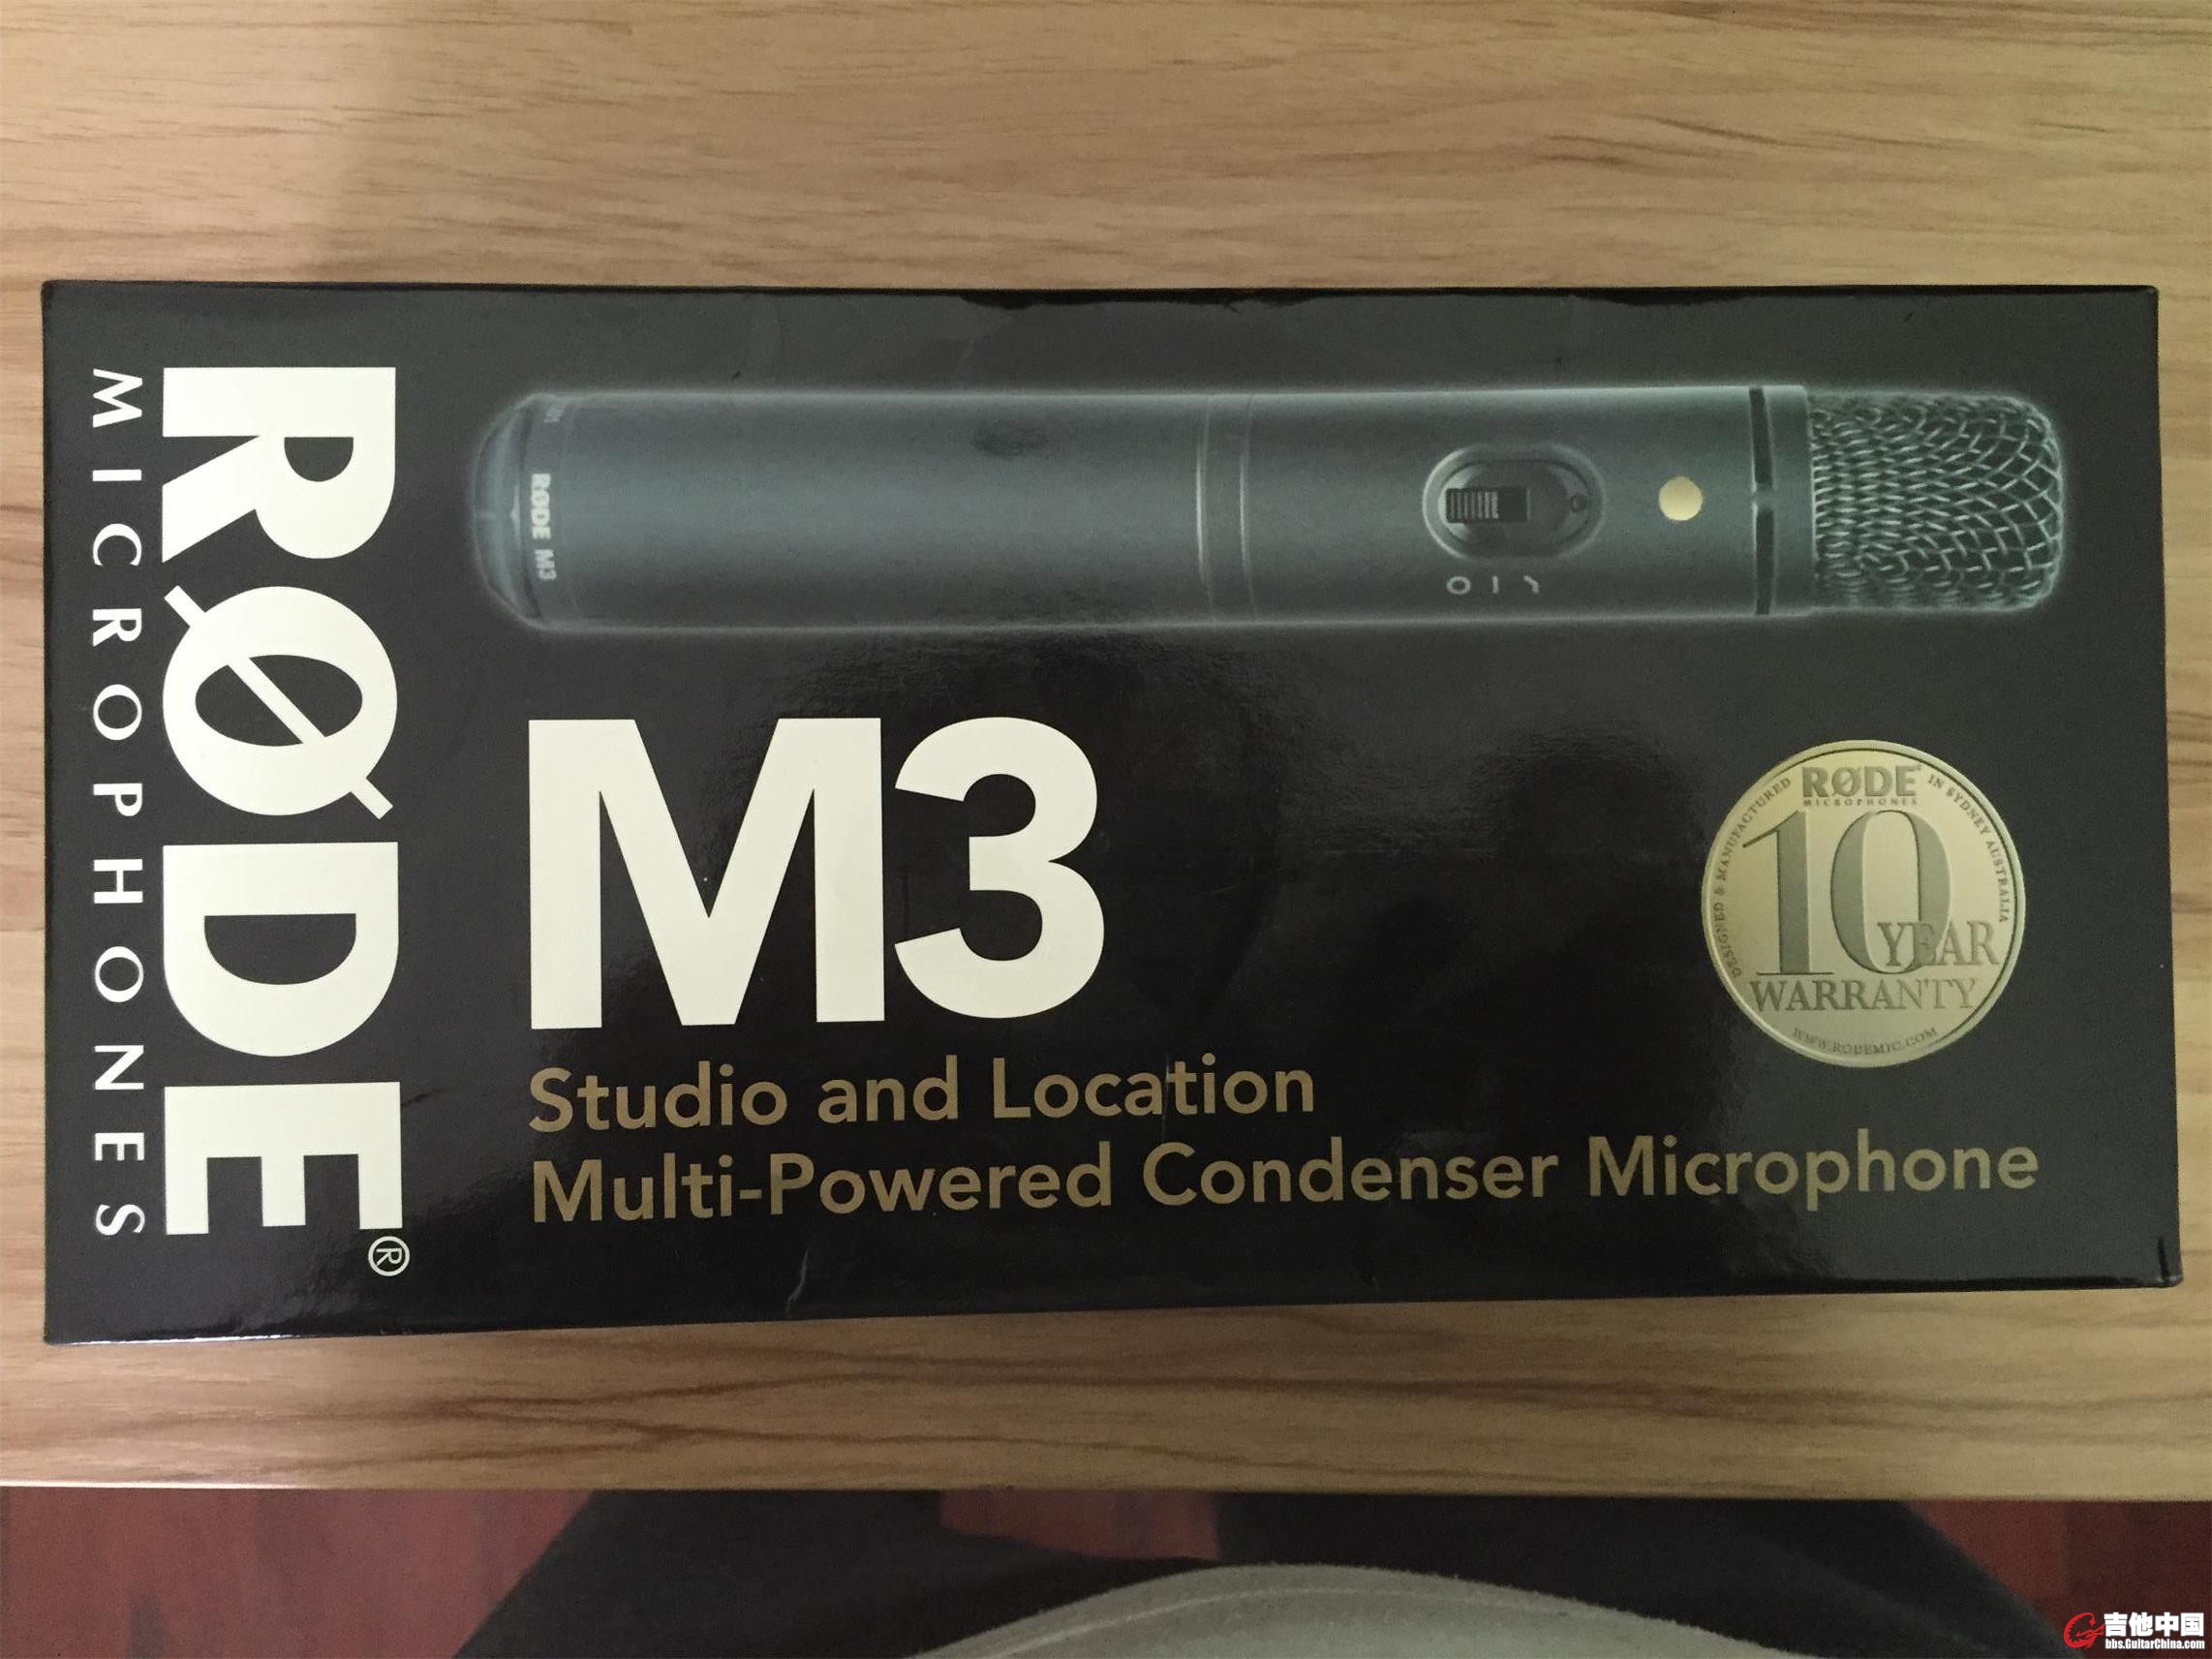 RØDE®
MICROPHONES
RØDE M3
M3
Studio and Location
Multi-Powered Condenser Microphone
DESIGNED & MANUFACTURED IN SYDNEY AUSTRALIA
RØDE
MICROPHONES
10
YEAR
WARRANTY
WWW.RODEMIC.COM
吉他中国
bbs.GuitarChina.com